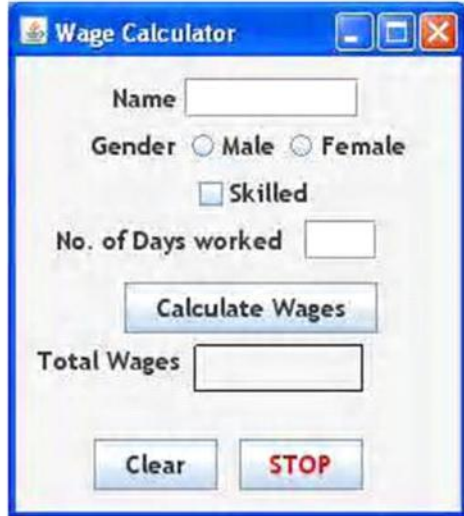 Wage Calculator
Name
Gender Male Female
Skilled
No. of Days worked
Calculate Wages
Total Wages
Clear STOP